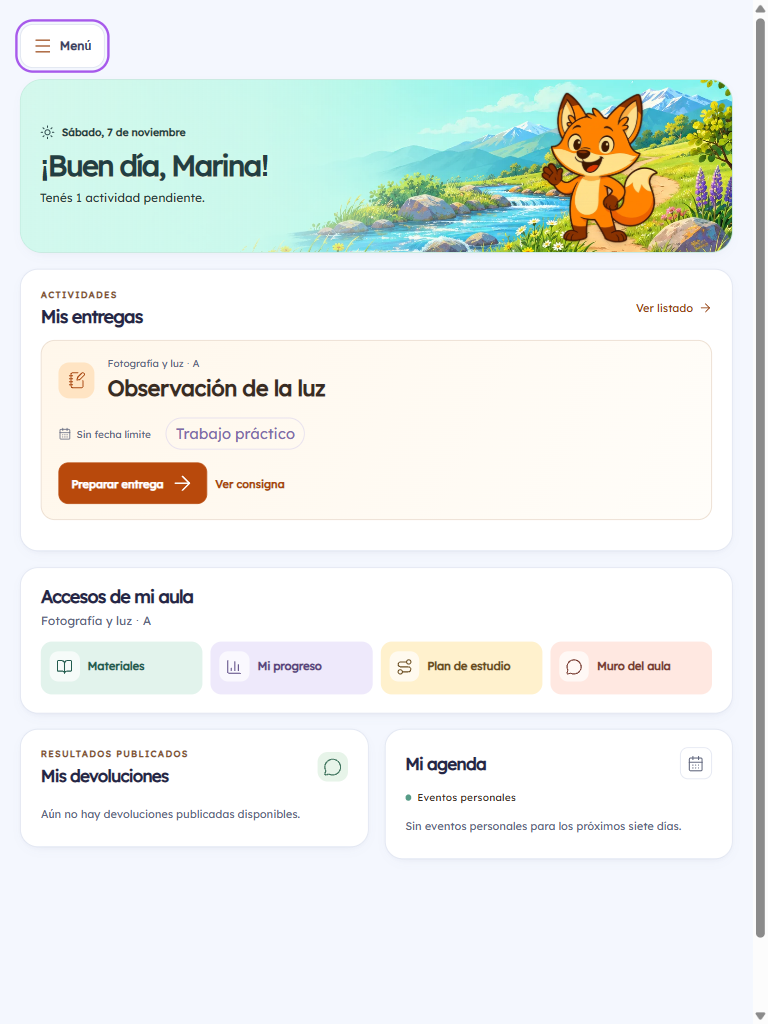 Menú
Sábado, 7 de noviembre
¡Buen día, Marina!
Tenés 1 actividad pendiente.
ACTIVIDADES
Mis entregas
Ver listado
Fotografía y luz · A
Observación de la luz
Sin fecha límite
Trabajo práctico
Preparar entrega
Ver consigna
Accesos de mi aula
Fotografía y luz · A
Materiales
Mi progreso
Plan de estudio
Muro del aula
RESULTADOS PUBLICADOS
Mis devoluciones
Aún no hay devoluciones publicadas disponibles.
Mi agenda
Eventos personales
Sin eventos personales para los próximos siete días.